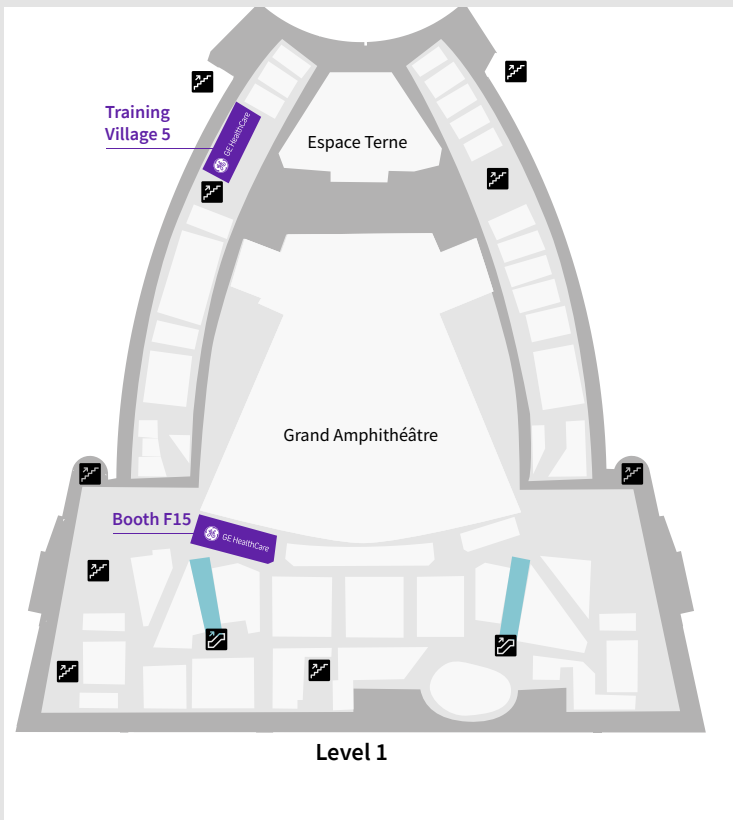 Training
Village 5
GE HealthCare
Espace Terne
Grand Amphithéâtre
Booth F15
GE HealthCare
Level 1